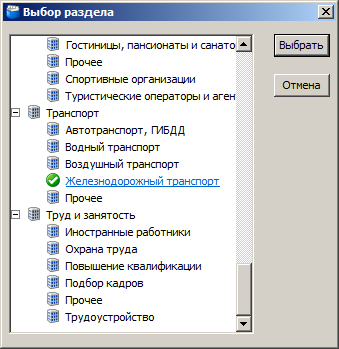 Выбор раздела
Гостиницы, пансионаты и санато
Прочее
Спортивные организации
Туристические операторы и аген
Транспорт
Автотранспорт, ПИБДД
Водный транспорт
Воздушный транспорт
Железнодорожный транспорт
Прочее
Труд и занятость
Иностранные работники
Охрана труда
Повышение квалификации
Подбор кадров
Прочее
Трудоустройство
Выбрать
Отмена